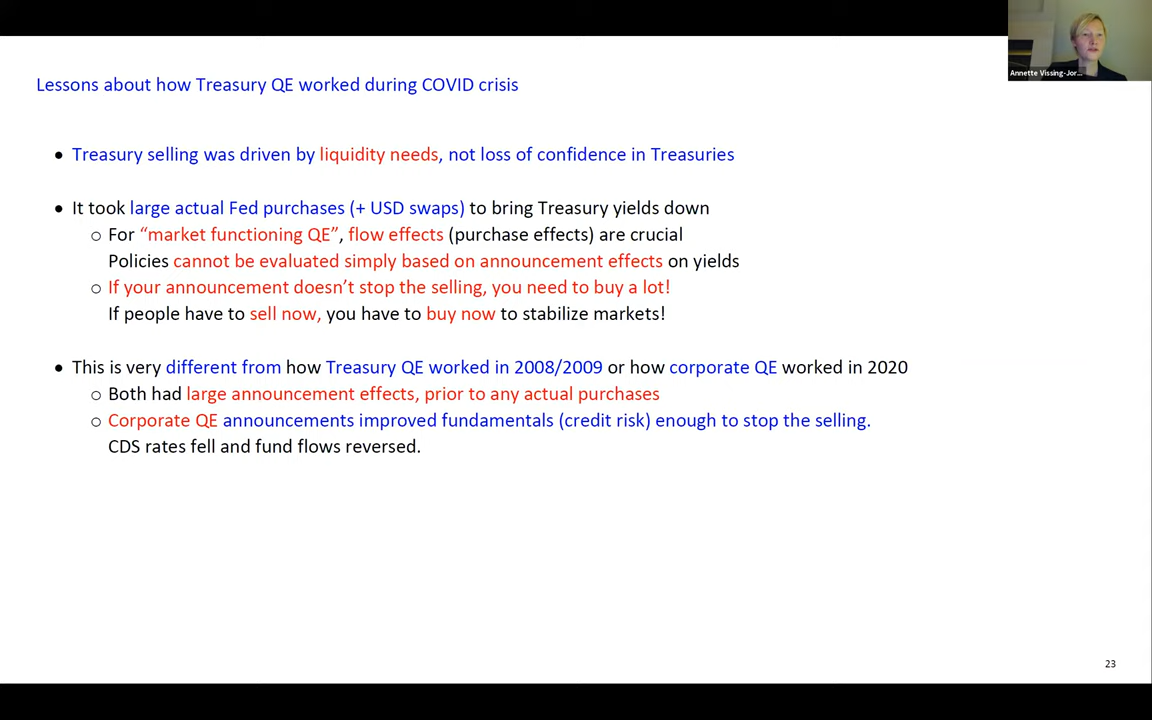 Annette Vissing-Jor...
Lessons about how Treasury QE worked during COVID crisis
● Treasury selling was driven by liquidity needs, not loss of confidence in Treasuries
● It took large actual Fed purchases (+ USD swaps) to bring Treasury yields down
○ For “market functioning QE”, flow effects (purchase effects) are crucial
Policies cannot be evaluated simply based on announcement effects on yields
○ If your announcement doesn’t stop the selling, you need to buy a lot!
If people have to sell now, you have to buy now to stabilize markets!
● This is very different from how Treasury QE worked in 2008/2009 or how corporate QE worked in 2020
○ Both had large announcement effects, prior to any actual purchases
○ Corporate QE announcements improved fundamentals (credit risk) enough to stop the selling.
CDS rates fell and fund flows reversed.
23